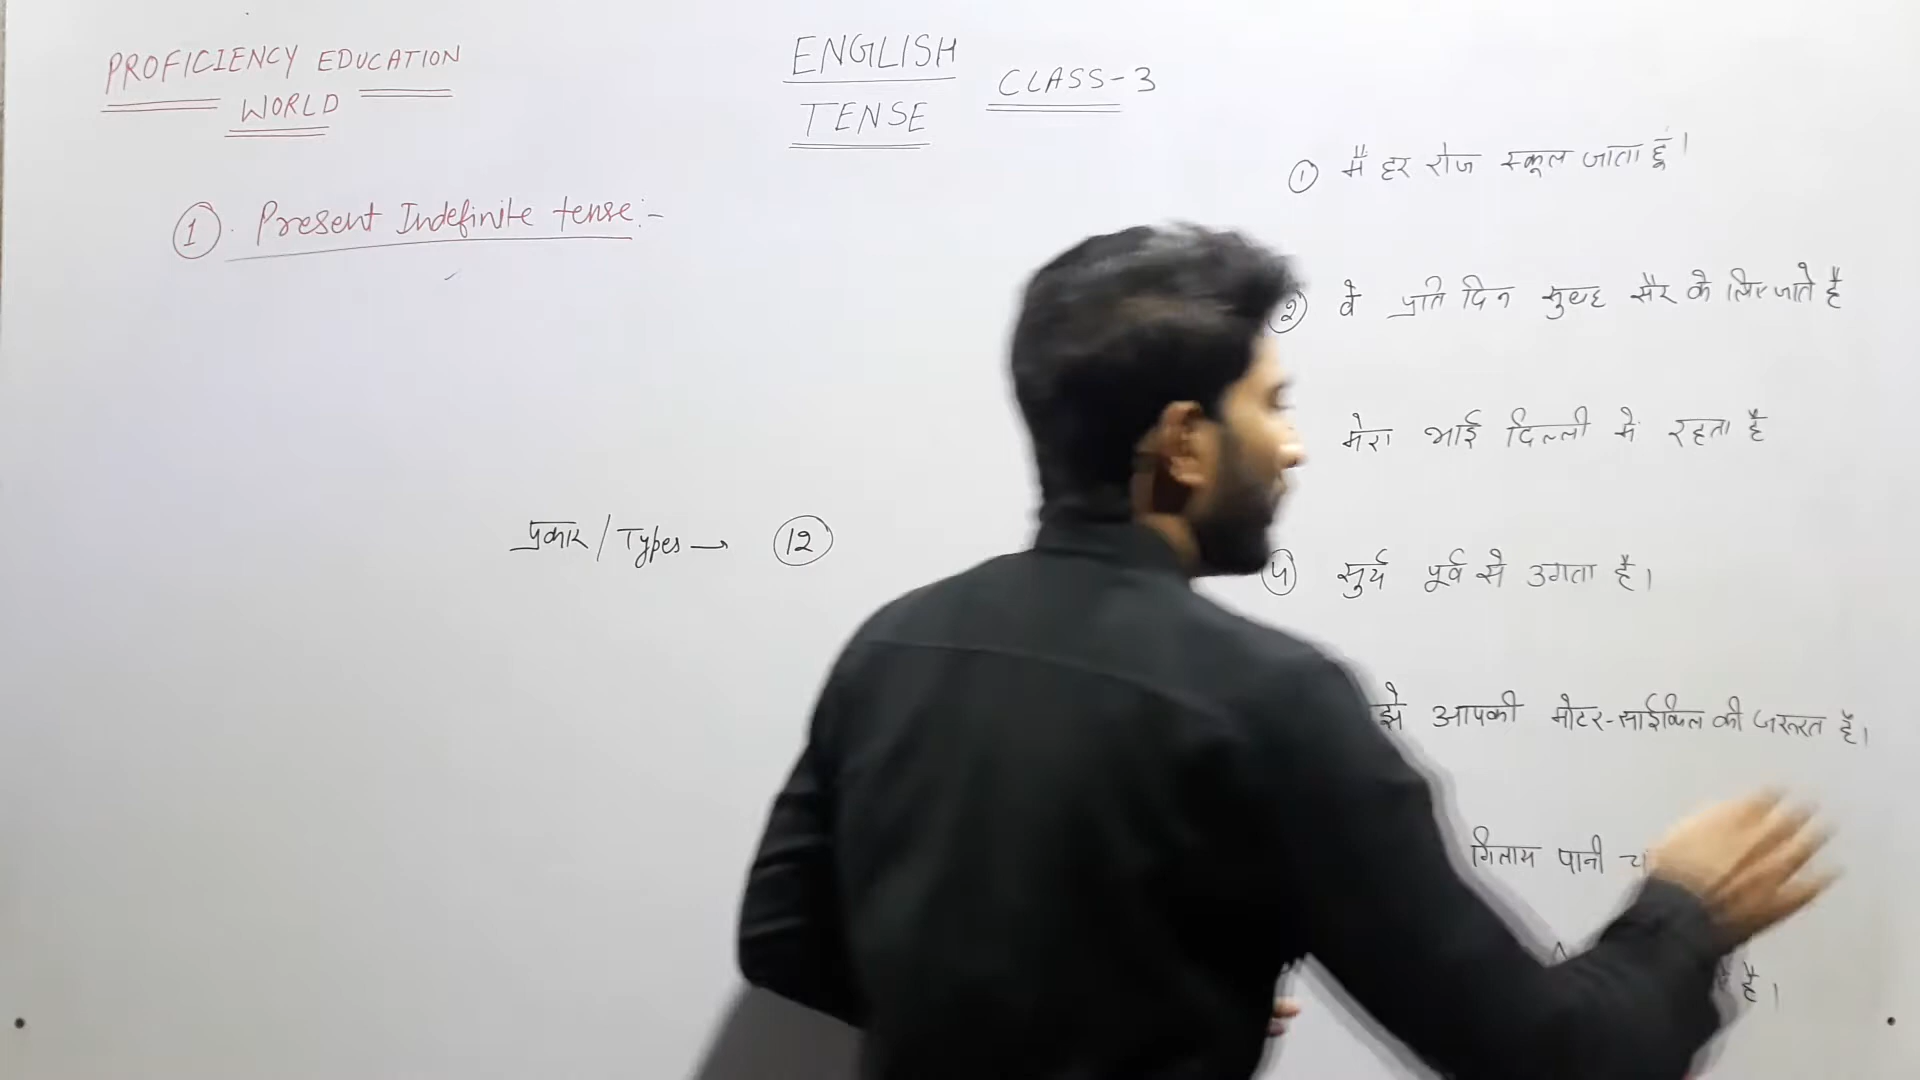 PROFICIENCY EDUCATION
WORLD
ENGLISH
TENSE
CLASS-3
1. Present Indefinite tense:-
प्रकार / Types → 12
1 मैं हर रोज स्कूल जाता हूं।
2 वे प्रति दिन सुबह सैर के लिए जाते है
मेरा भाई दिल्ली में रहता है
सुर्य पूर्व से उगता है।
आपकी मोटर-साईकिल की जरूरत है।
गिलास पानी
है।